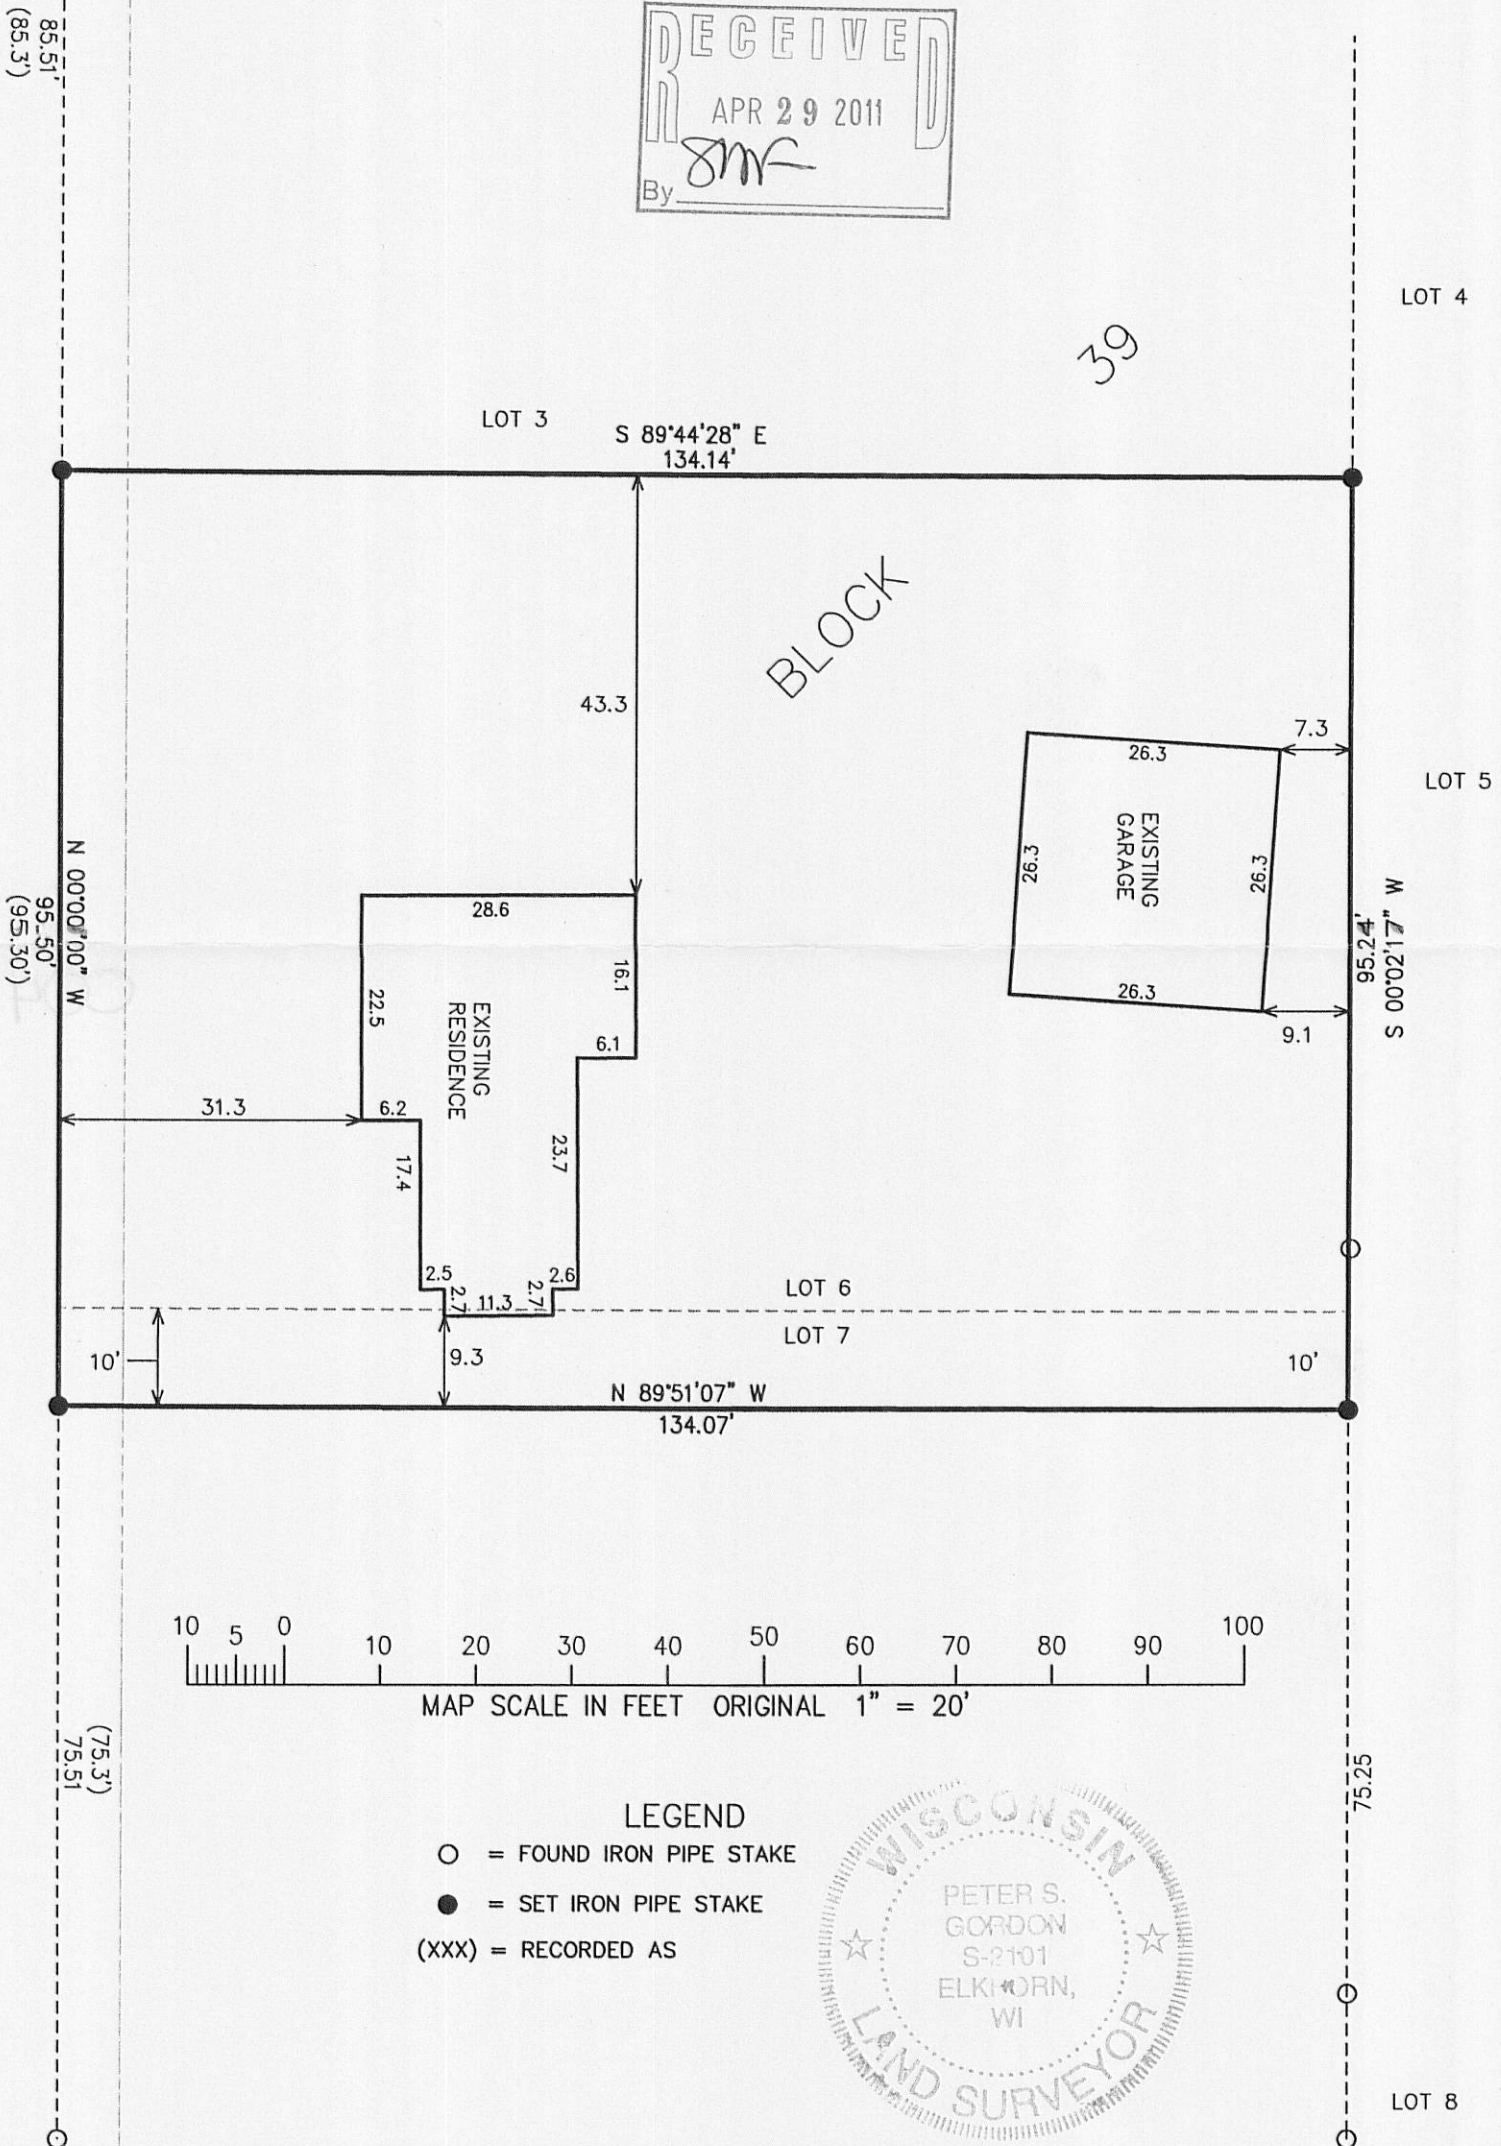 85.51'
(85.3')
RECEIVED
APR 29 2011
By
LOT 4
39
LOT 3
S 89°44'28" E
134.14'
BLOCK
43.3
7.3
26.3
LOT 5
EXISTING
GARAGE
26.3
26.3
26.3
9.1
S 00°02'17" W
95.24'
N 00°00'00" W
95.50'
(95.30')
28.6
16.1
22.5
EXISTING
RESIDENCE
6.1
31.3
6.2
17.4
23.7
2.5
2.7
11.3
2.7
2.6
LOT 6
LOT 7
10'
9.3
10'
N 89°51'07" W
134.07'
10 5 0 10 20 30 40 50 60 70 80 90 100
MAP SCALE IN FEET ORIGINAL 1" = 20'
(75.3')
75.51
75.25
LEGEND
○ = FOUND IRON PIPE STAKE
● = SET IRON PIPE STAKE
(XXX) = RECORDED AS
WISCONSIN
PETER S.
GORDON
S-2101
ELKHORN,
WI
LAND SURVEYOR
LOT 8